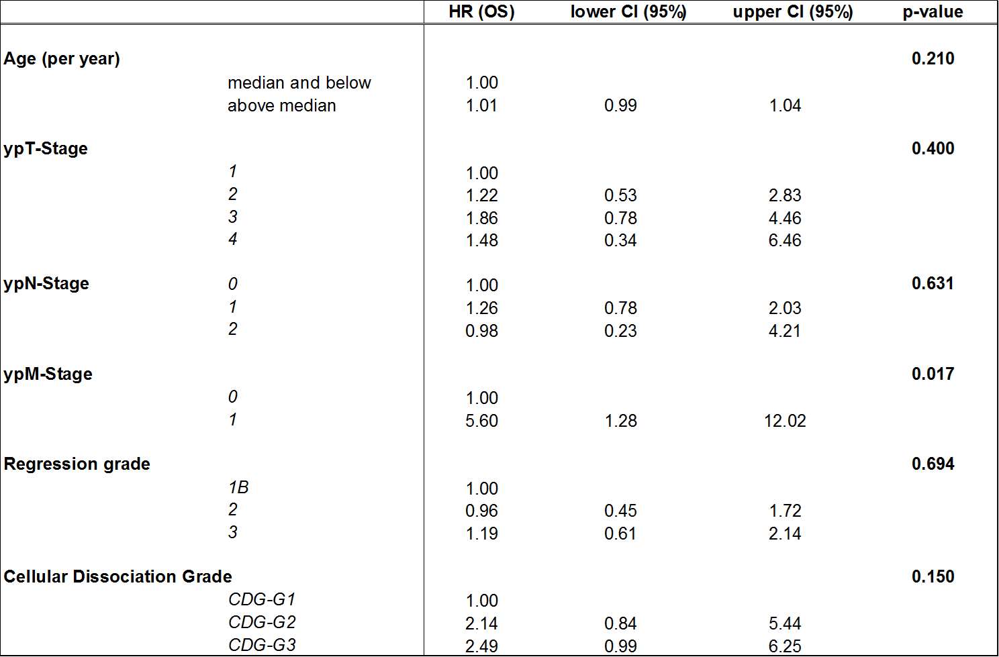 HR (OS) lower CI (95%) upper CI (95%) p-value
Age (per year) 0.210
median and below 1.00
above median 1.01 0.99 1.04
ypT-Stage 0.400
1 1.00
2 1.22 0.53 2.83
3 1.86 0.78 4.46
4 1.48 0.34 6.46
ypN-Stage 0 1.00 0.631
1 1.26 0.78 2.03
2 0.98 0.23 4.21
ypM-Stage 0.017
0 1.00
1 5.60 1.28 12.02
Regression grade 0.694
1B 1.00
2 0.96 0.45 1.72
3 1.19 0.61 2.14
Cellular Dissociation Grade 0.150
CDG-G1 1.00
CDG-G2 2.14 0.84 5.44
CDG-G3 2.49 0.99 6.25